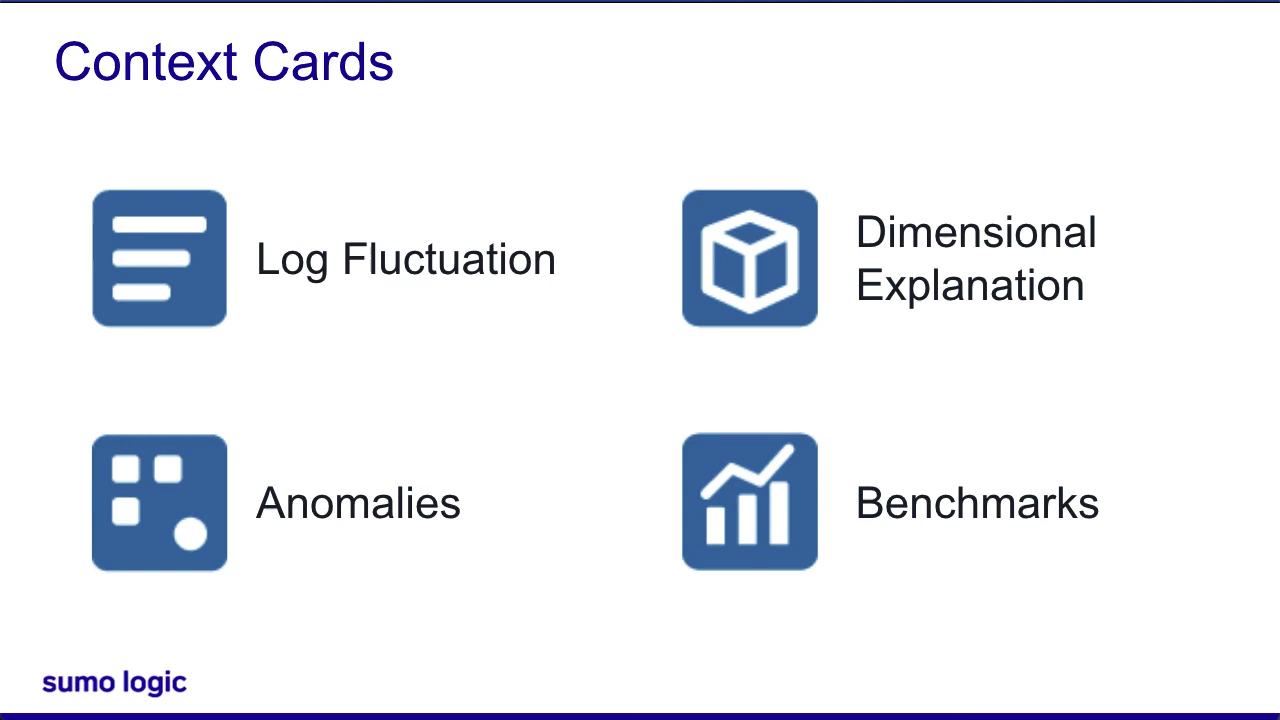 Context Cards
Log Fluctuation
Dimensional
Explanation
Anomalies
Benchmarks
sumo logic